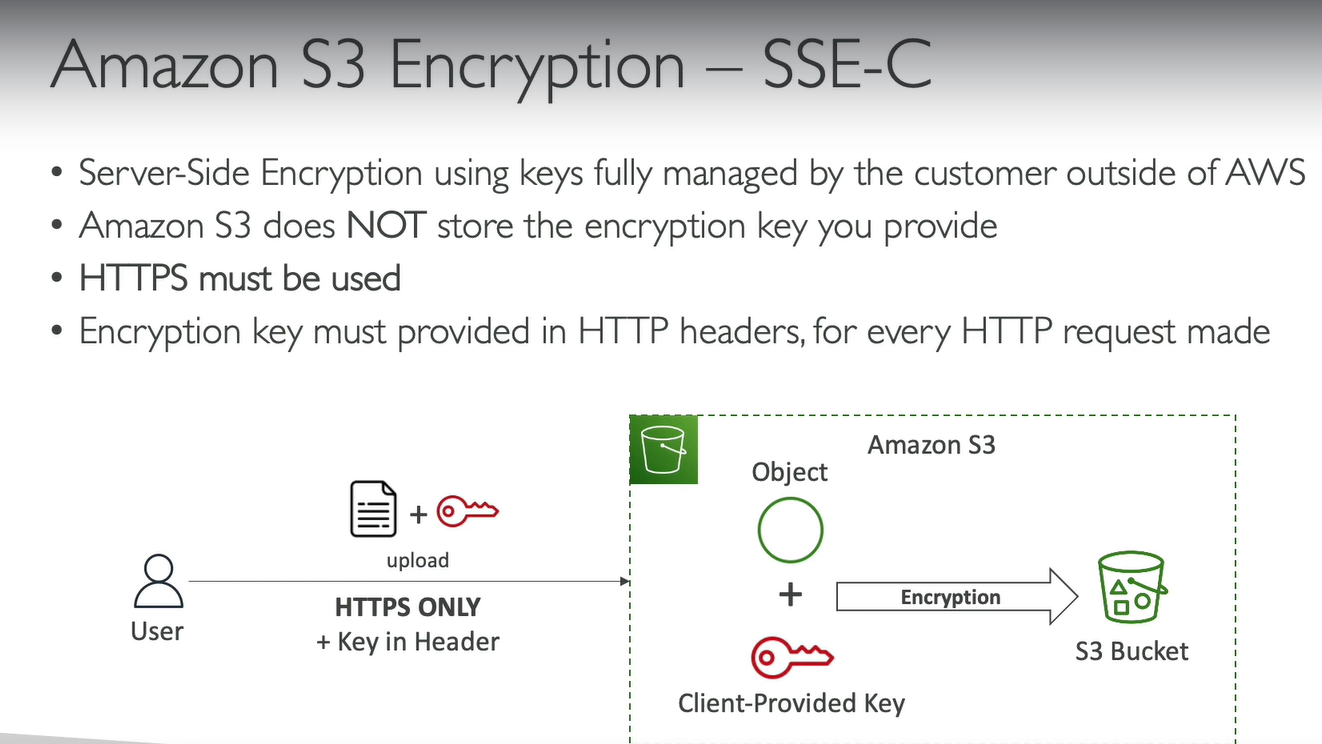 Amazon S3 Encryption – SSE-C
• Server-Side Encryption using keys fully managed by the customer outside of AWS
• Amazon S3 does NOT store the encryption key you provide
• HTTPS must be used
• Encryption key must provided in HTTP headers, for every HTTP request made
Amazon S3
Object
+
upload
User
HTTPS ONLY
+ Key in Header
+
Encryption
S3 Bucket
Client-Provided Key